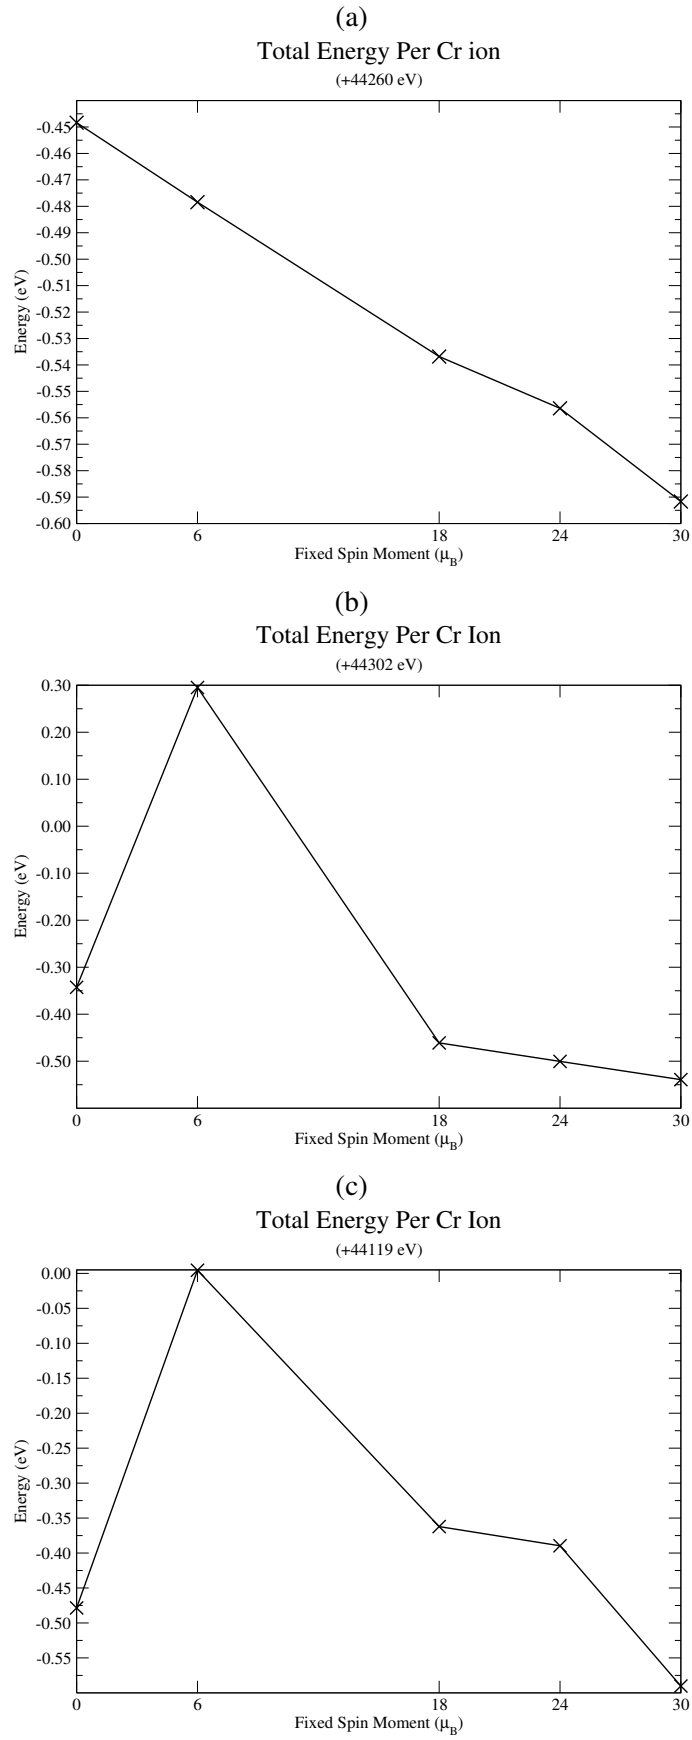 (a)
Total Energy Per Cr ion
(+44260 eV)
-0.45
-0.46
-0.47
-0.48
-0.49
-0.50
-0.51
-0.52
-0.53
-0.54
-0.55
-0.56
-0.57
-0.58
-0.59
-0.60
Energy (eV)
0 6 18 24 30
Fixed Spin Moment (μB)
(b)
Total Energy Per Cr Ion
(+44302 eV)
0.30
0.20
0.10
0.00
-0.10
-0.20
-0.30
-0.40
-0.50
Energy (eV)
0 6 18 24 30
Fixed Spin Moment (μB)
(c)
Total Energy Per Cr Ion
(+44119 eV)
0.00
-0.05
-0.10
-0.15
-0.20
-0.25
-0.30
-0.35
-0.40
-0.45
-0.50
-0.55
Energy (eV)
0 6 18 24 30
Fixed Spin Moment (μB)